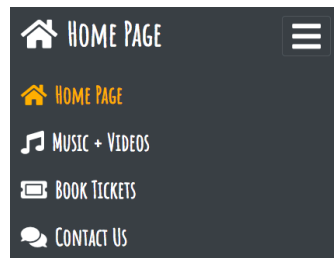 Home Page
Home Page
Music + Videos
Book Tickets
Contact Us